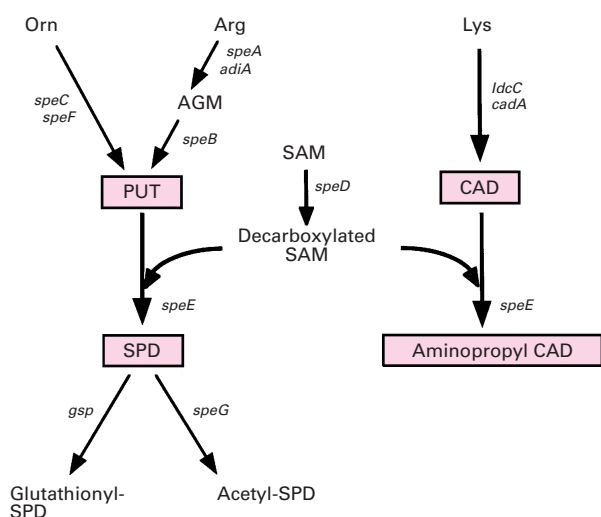 Orn
Arg
Lys
speA
adiA
speC
speF
AGM
ldcC
cadA
speB
SAM
PUT
speD
CAD
Decarboxylated
SAM
speE
speE
SPD
Aminopropyl CAD
gsp
speG
Glutathionyl-
SPD
Acetyl-SPD